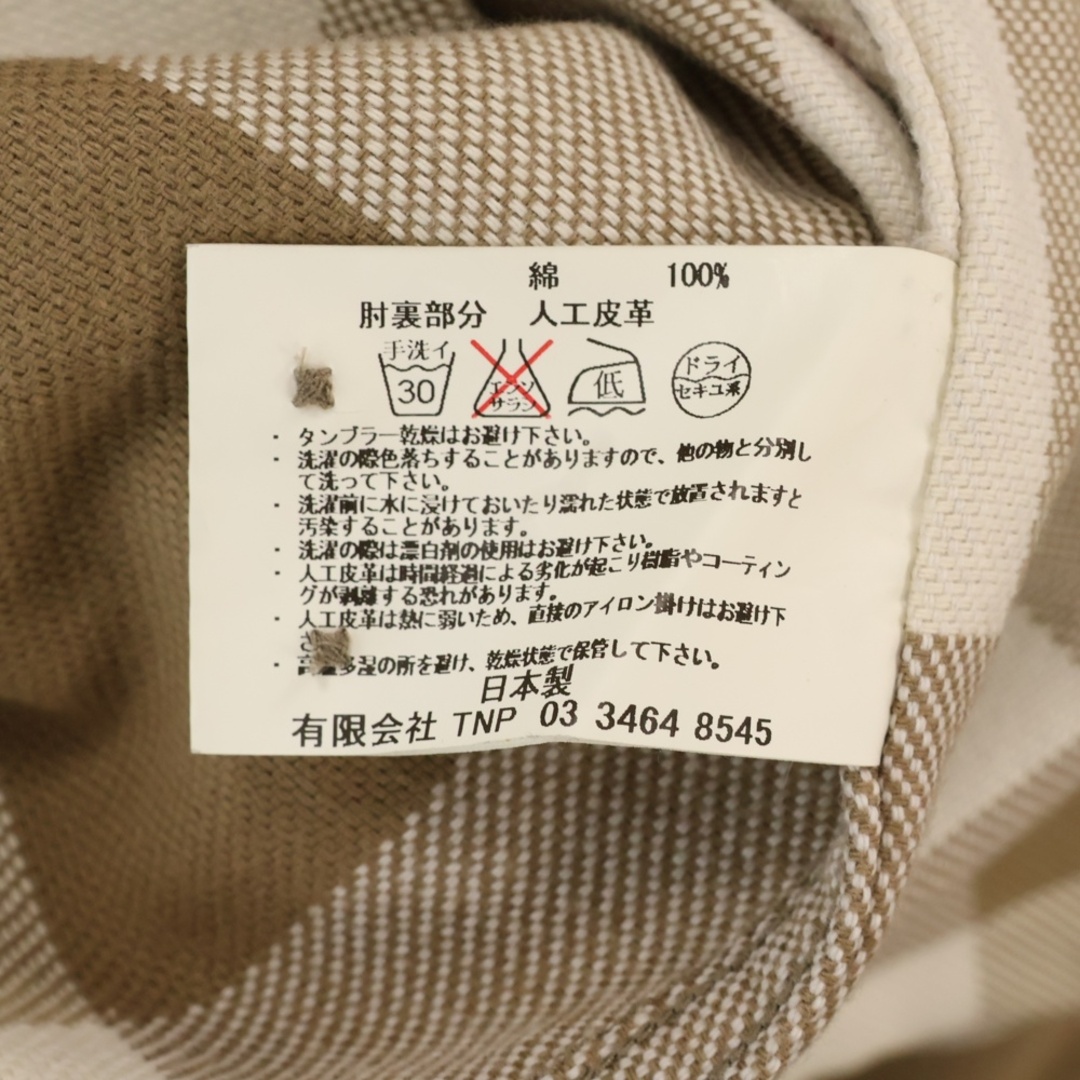 綿 100%
肘裏部分 人工皮革
手洗イ 30 エンソ サラシ 低 ドライ セキユ系
・ タンブラー乾燥はお避け下さい。
・ 洗濯の際色落ちすることがありますので、他の物と分別し
て洗って下さい。
・ 洗濯前に水に浸けておいたり濡れた状態で放置されますと
汚染することがあります。
・ 洗濯の際は漂白剤の使用はお避け下さい。
・ 人工皮革は時間経過による劣化が起こり樹脂やコーティン
グが剥離する恐れがあります。
・ 人工皮革は熱に弱いため、直接のアイロン掛けはお避け下
さ
・ 多湿の所を避け、乾燥状態で保管して下さい。
日本製
有限会社 TNP 03 3464 8545